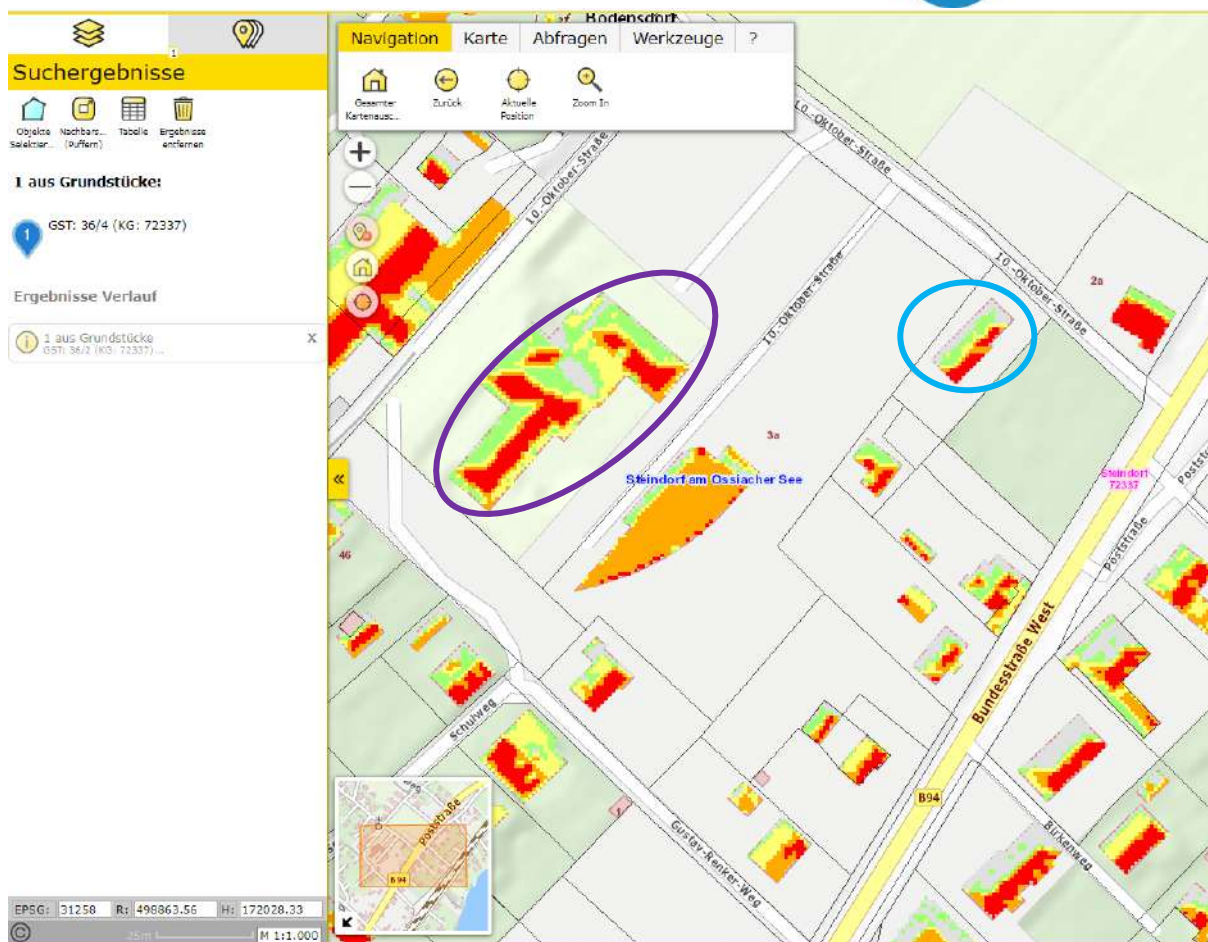 1
Suchergebnisse
Objekte
Selektier...
Nachbars...
(Puffern)
Tabelle
Ergebnisse
entfernen
1 aus Grundstücke:
1
GST: 36/4 (KG: 72337)
Ergebnisse Verlauf
1 aus Grundstücke
GST: 36/2 (KG: 72337)...
X
EPSG: 31258 R: 498863.56 H: 172028.33
25m
M 1:1.000
Bodensdorf
Navigation Karte Abfragen Werkzeuge ?
Gesamter
Kartenausc...
Zurück
Aktuelle
Position
Zoom In
+
−
«
10.-Oktober-Straße
10.-Oktober-Straße
10.-Oktober-Straße
10.-Oktober-Straße
2a
3a
Steindorf am Ossiacher See
Steindorf
72337
Poststraße
46
Bundesstraße West
Schulweg
B94
1
Gustav-Renker-Weg
Birkenweg
Poststraße
B94